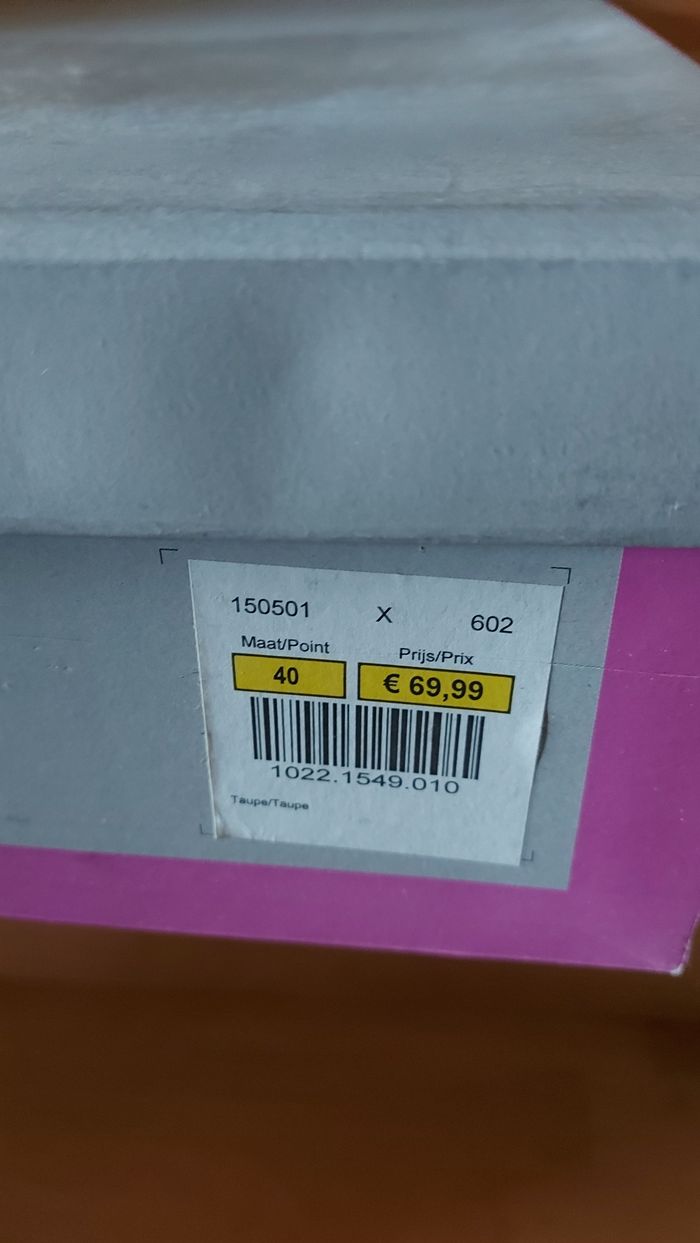 150501 X 602
Maat/Point Prijs/Prix
40 € 69,99
1022.1549.010
Taupe/Taupe